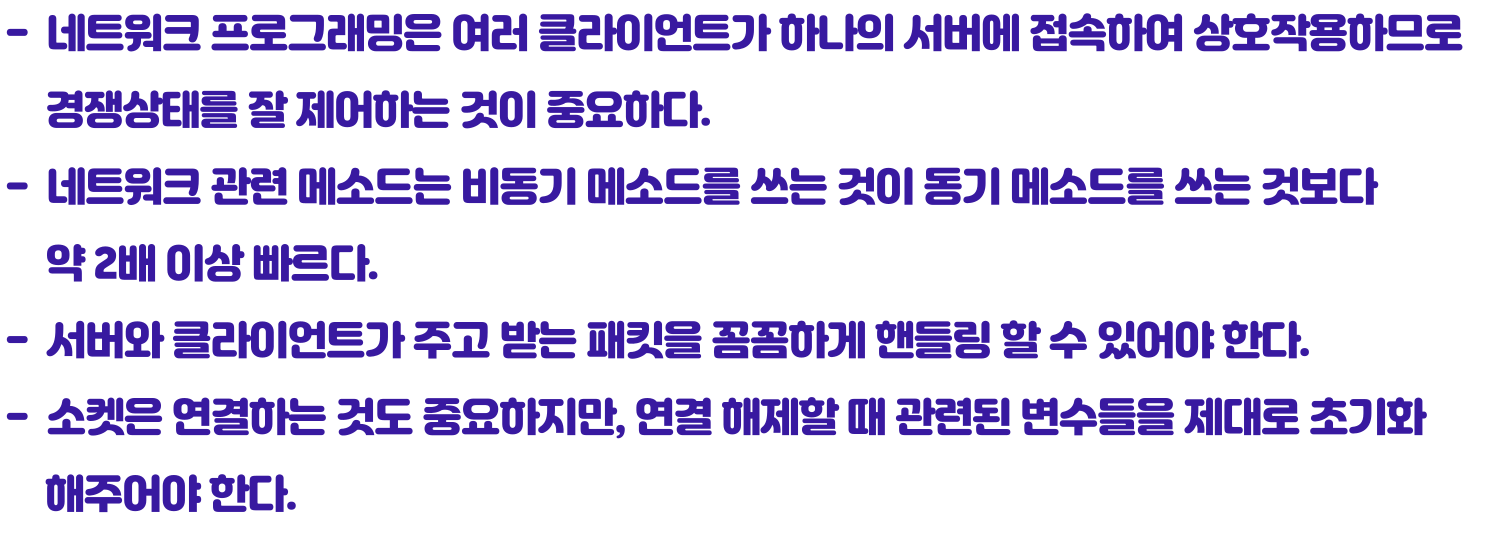 - 네트워크 프로그래밍은 여러 클라이언트가 하나의 서버에 접속하여 상호작용하므로
경쟁상태를 잘 제어하는 것이 중요하다.
- 네트워크 관련 메소드는 비동기 메소드를 쓰는 것이 동기 메소드를 쓰는 것보다
약 2배 이상 빠르다.
- 서버와 클라이언트가 주고 받는 패킷을 꼼꼼하게 핸들링 할 수 있어야 한다.
- 소켓은 연결하는 것도 중요하지만, 연결 해제할 때 관련된 변수들을 제대로 초기화
해주어야 한다.